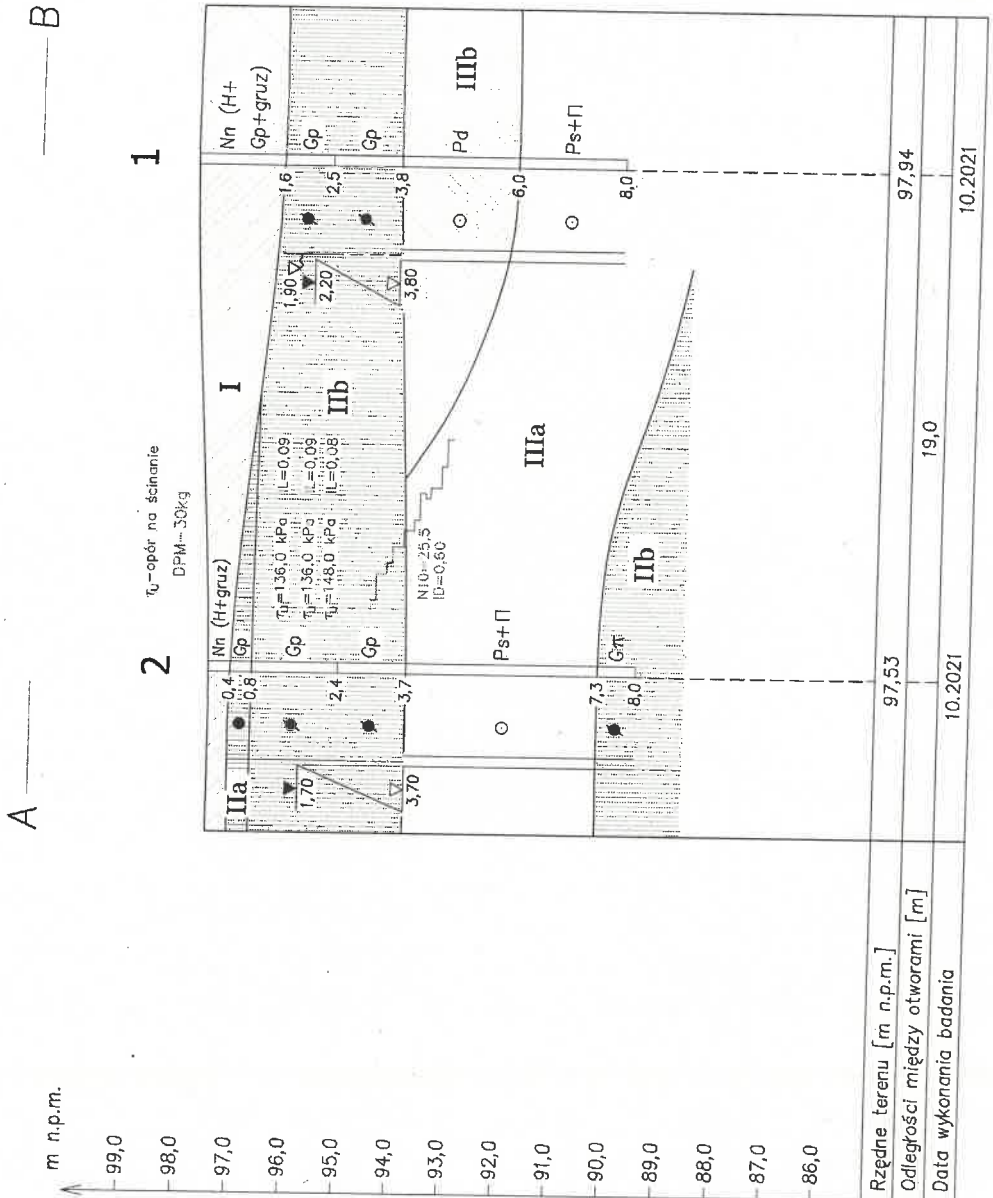 A
B
m n.p.m.
99,0
98,0
97,0
96,0
95,0
94,0
93,0
92,0
91,0
90,0
89,0
88,0
87,0
86,0
τu-opór na ścinanie
DPM-30kg
2
1
Nn (H+gruz)
Gp
Gp
Gp
Ps+Π
Gπ
0,4
0,8
2,4
3,7
7,3
8,0
IIa
1,70
3,70
τu=136,0 kPa IL=0,09
τu=136,0 kPa IL=0,09
τu=148,0 kPa IL=0,08
N10=25,5
ID=0,60
I
IIb
IIIa
IIb
1,90
2,20
3,80
Nn (H+
Gp+gruz)
Gp
Gp
Pd
Ps+Π
IIIb
1,6
2,5
3,8
6,0
8,0
Rzędne terenu [m n.p.m.] 97,53 97,94
Odległości między otworami [m] 19,0
Data wykonania badania 10.2021 10.2021